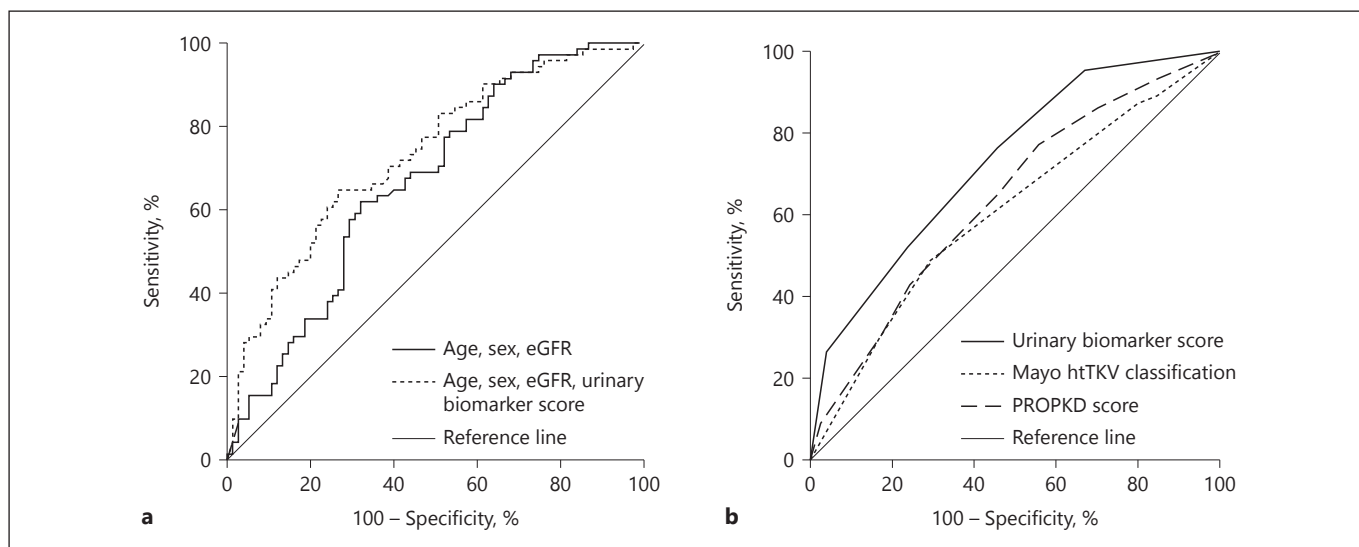 100
80
60
40
20
0
Sensitivity, %
Age, sex, eGFR
Age, sex, eGFR, urinary
biomarker score
Reference line
0 20 40 60 80 100
100 – Specificity, %
a
100
80
60
40
20
0
Sensitivity, %
Urinary biomarker score
Mayo htTKV classification
PROPKD score
Reference line
0 20 40 60 80 100
100 – Specificity, %
b